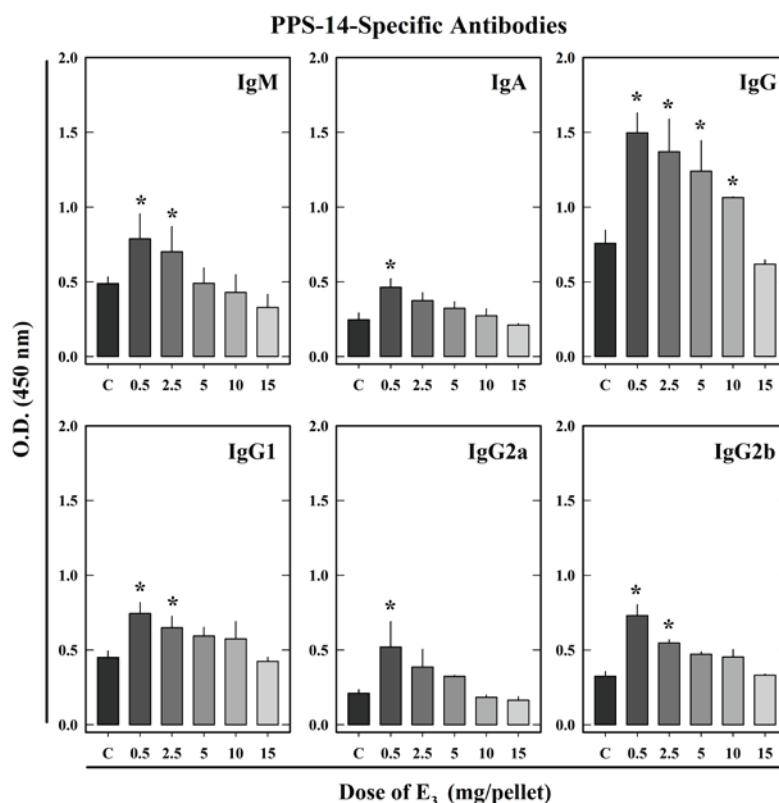 PPS-14-Specific Antibodies
O.D. (450 nm)
IgM
2.0
1.5
1.0
0.5
0.0
* *
C 0.5 2.5 5 10 15
IgA
2.0
1.5
1.0
0.5
0.0
*
C 0.5 2.5 5 10 15
IgG
2.0
1.5
1.0
0.5
0.0
* * * *
C 0.5 2.5 5 10 15
IgG1
2.0
1.5
1.0
0.5
0.0
* *
C 0.5 2.5 5 10 15
IgG2a
2.0
1.5
1.0
0.5
0.0
*
C 0.5 2.5 5 10 15
IgG2b
2.0
1.5
1.0
0.5
0.0
* *
C 0.5 2.5 5 10 15
Dose of E₃ (mg/pellet)